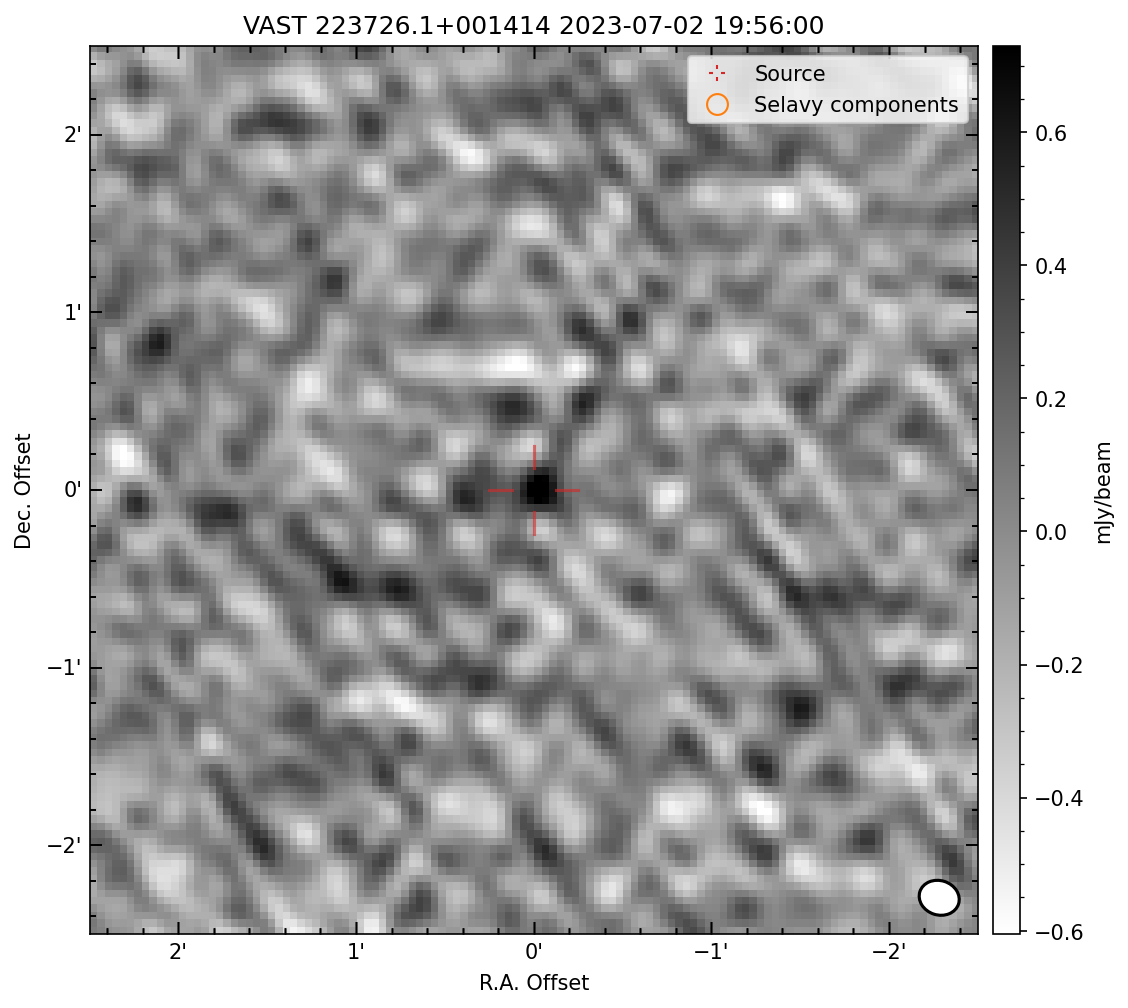 VAST 223726.1+001414 2023-07-02 19:56:00
Source
Selavy components
2'
1'
0'
−1'
−2'
Dec. Offset
2'
1'
0'
−1'
−2'
R.A. Offset
0.6
0.4
0.2
0.0
−0.2
−0.4
−0.6
mJy/beam